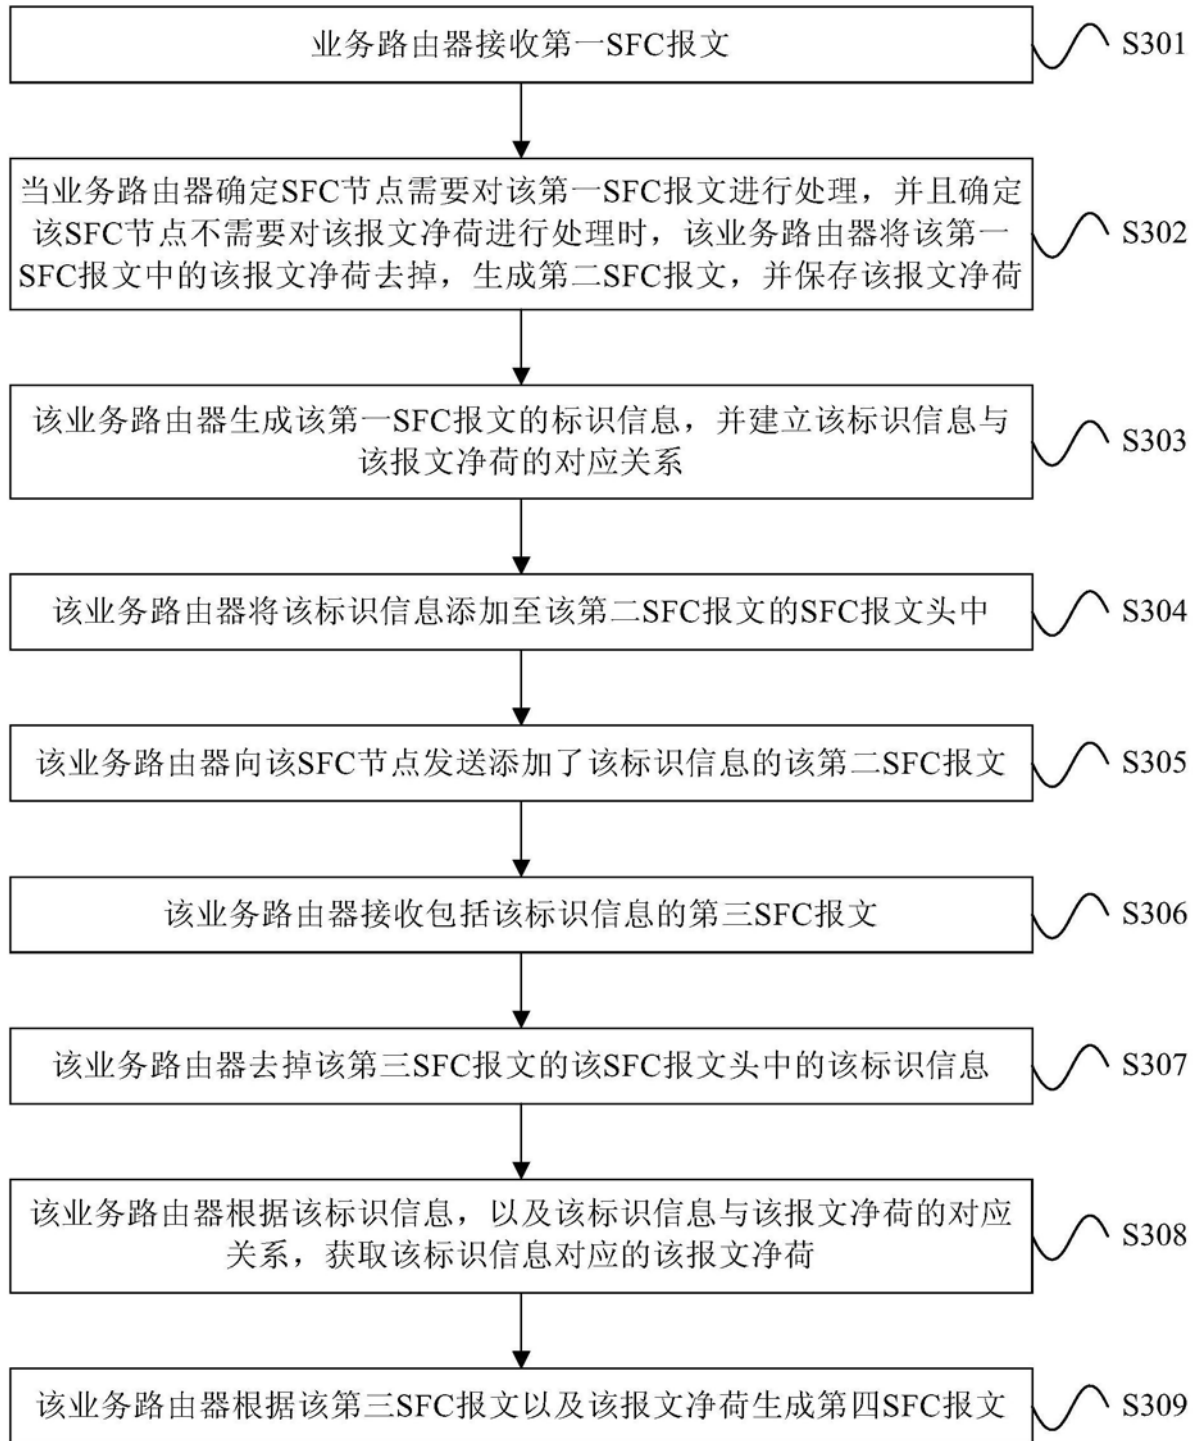 业务路由器接收第一SFC报文
S301
当业务路由器确定SFC节点需要对该第一SFC报文进行处理，并且确定
该SFC节点不需要对该报文净荷进行处理时，该业务路由器将该第一
SFC报文中的该报文净荷去掉，生成第二SFC报文，并保存该报文净荷
S302
该业务路由器生成该第一SFC报文的标识信息，并建立该标识信息与
该报文净荷的对应关系
S303
该业务路由器将该标识信息添加至该第二SFC报文的SFC报文头中
S304
该业务路由器向该SFC节点发送添加了该标识信息的该第二SFC报文
S305
该业务路由器接收包括该标识信息的第三SFC报文
S306
该业务路由器去掉该第三SFC报文的该SFC报文头中的该标识信息
S307
该业务路由器根据该标识信息，以及该标识信息与该报文净荷的对应
关系，获取该标识信息对应的该报文净荷
S308
该业务路由器根据该第三SFC报文以及该报文净荷生成第四SFC报文
S309